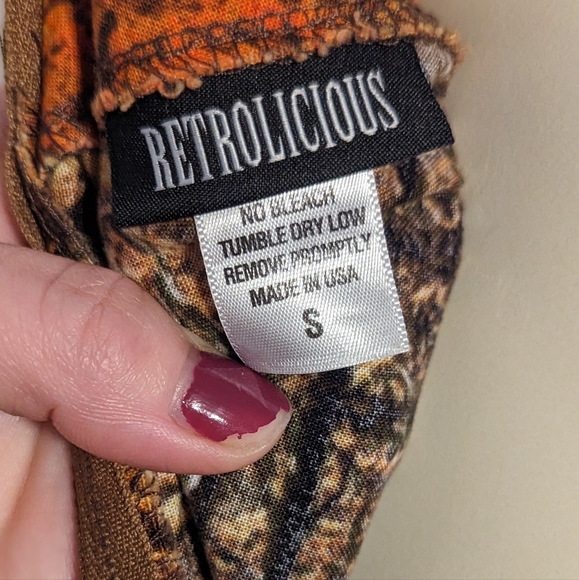 RETROLICIOUS
NO BLEACH
TUMBLE DRY LOW
REMOVE PROMPTLY
MADE IN USA
S